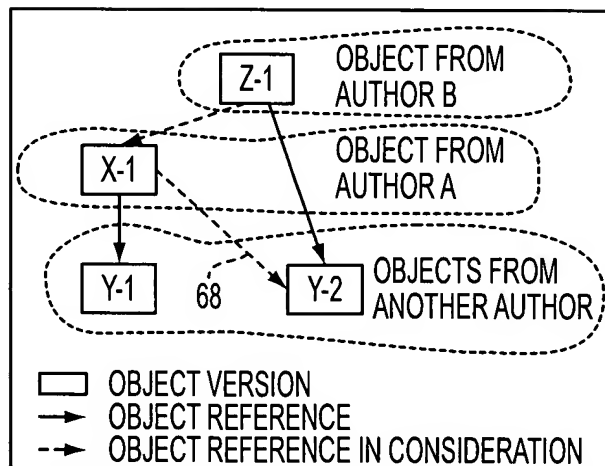 Z-1
OBJECT FROM
AUTHOR B
X-1
OBJECT FROM
AUTHOR A
Y-1
68
Y-2
OBJECTS FROM
ANOTHER AUTHOR
OBJECT VERSION
OBJECT REFERENCE
OBJECT REFERENCE IN CONSIDERATION